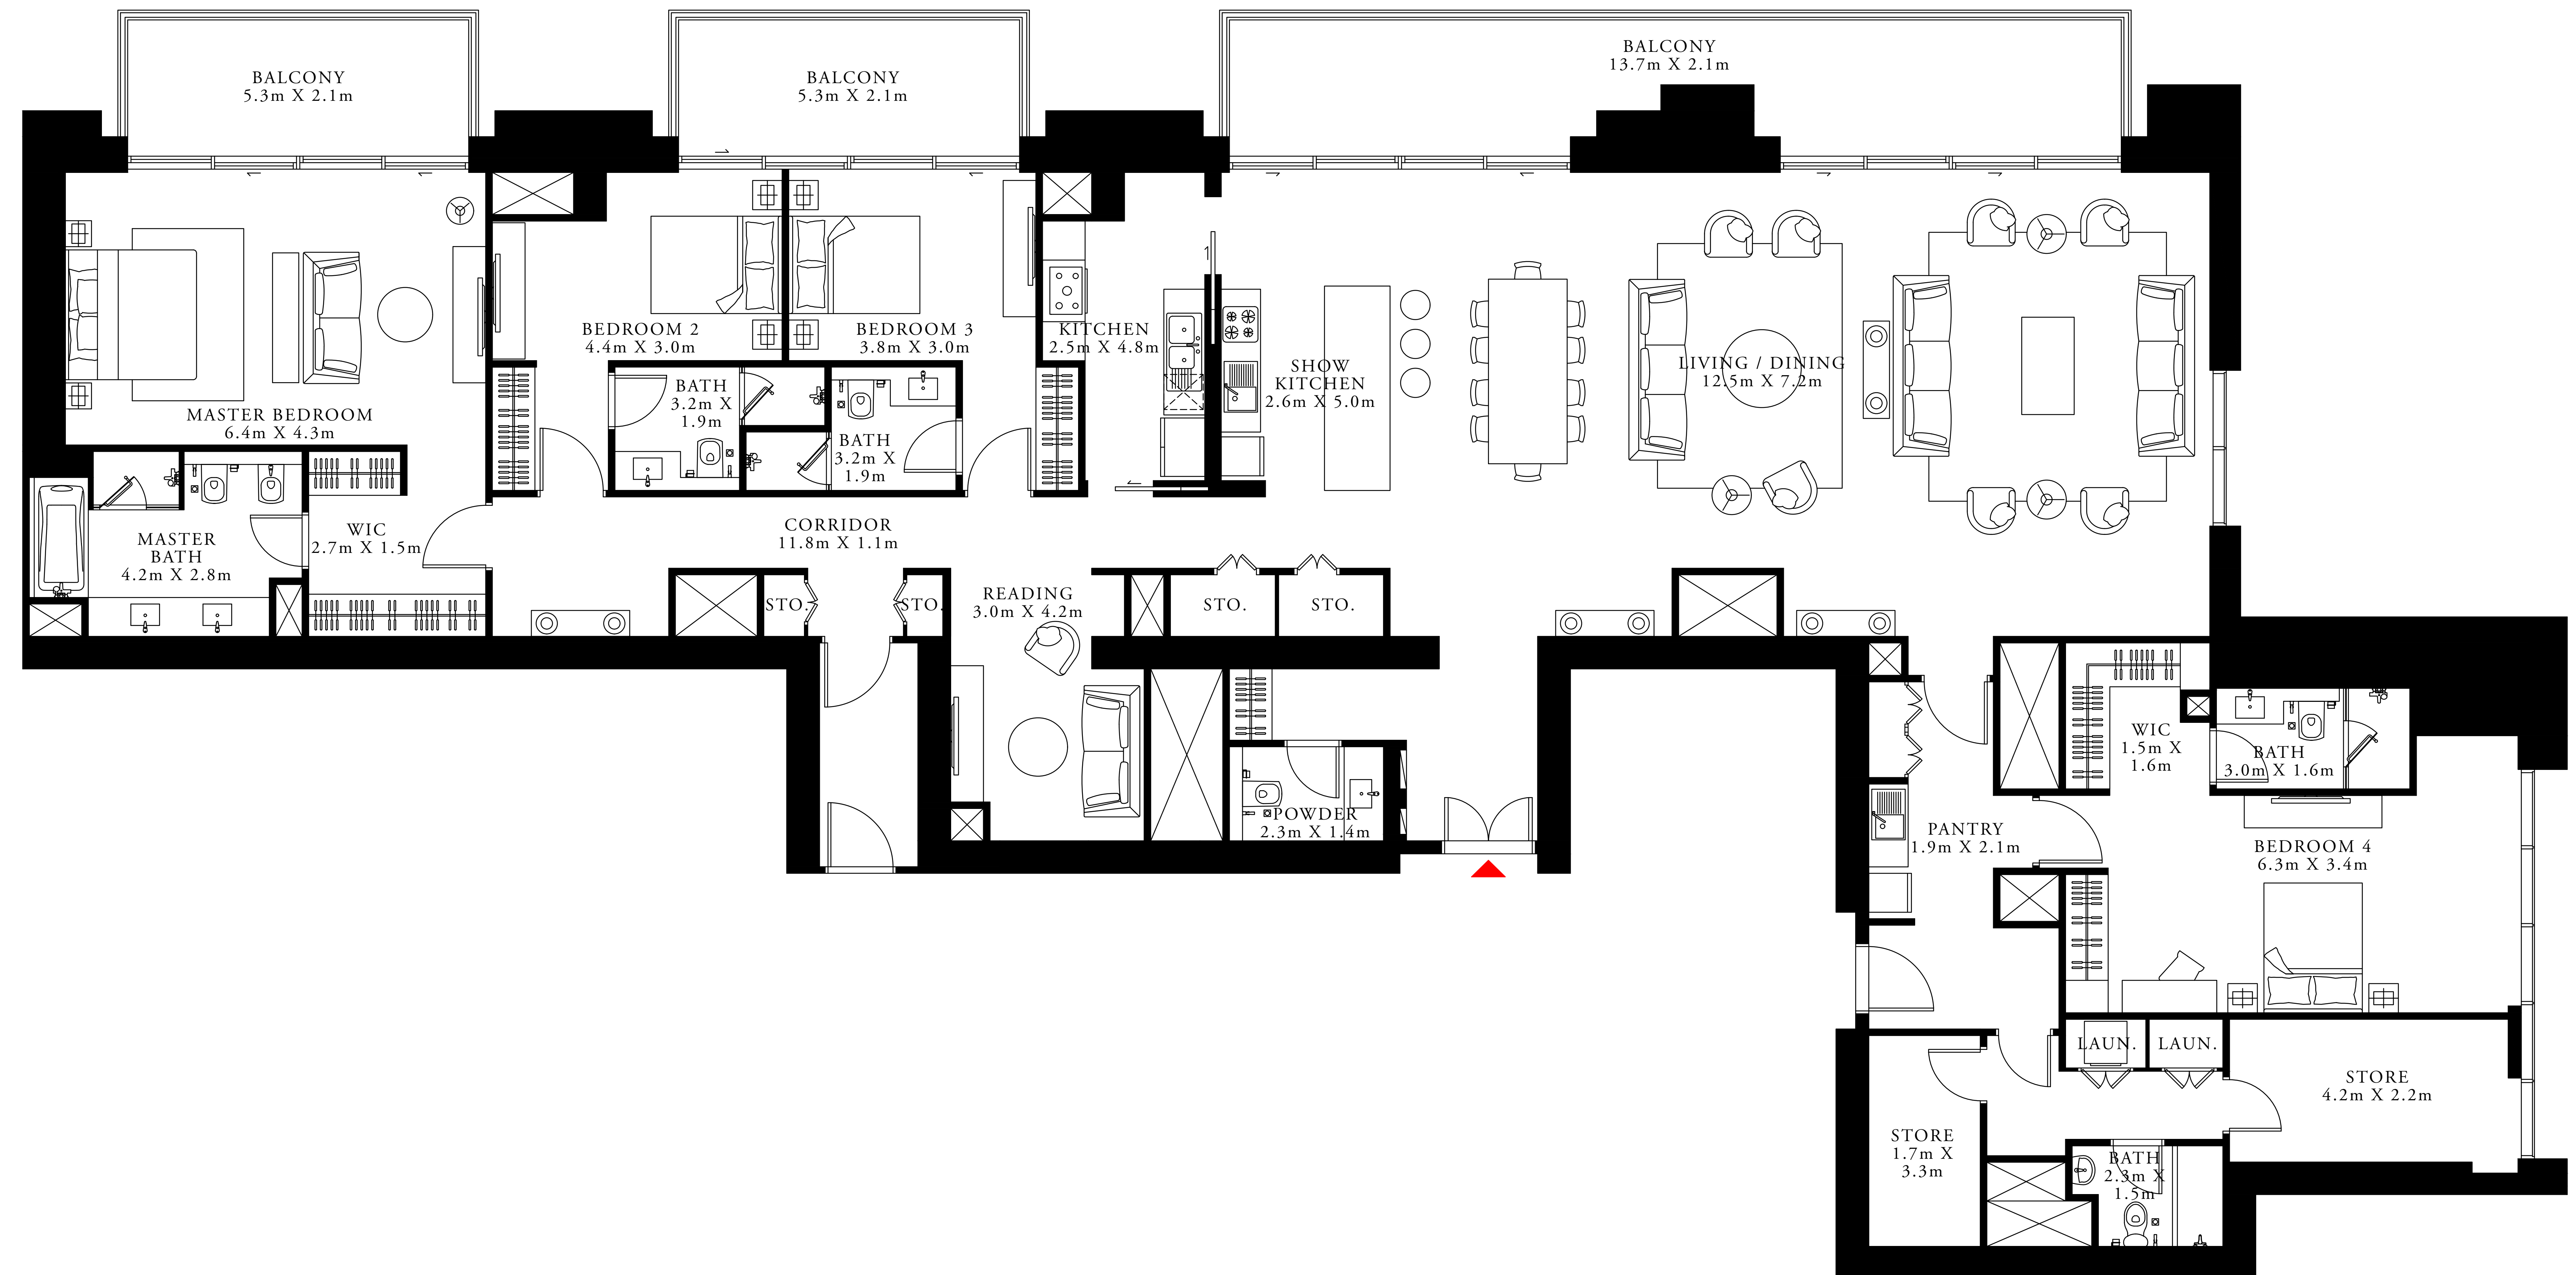 BALCONY
5.3m X 2.1m
BALCONY
5.3m X 2.1m
BALCONY
13.7m X 2.1m
MASTER BEDROOM
6.4m X 4.3m
BEDROOM 2
4.4m X 3.0m
BEDROOM 3
3.8m X 3.0m
KITCHEN
2.5m X 4.8m
SHOW
KITCHEN
2.6m X 5.0m
LIVING / DINING
12.5m X 7.2m
BATH
3.2m X
1.9m
BATH
3.2m X
1.9m
MASTER
BATH
4.2m X 2.8m
WIC
2.7m X 1.5m
CORRIDOR
11.8m X 1.1m
STO.
STO.
READING
3.0m X 4.2m
STO.
STO.
POWDER
2.3m X 1.4m
WIC
1.5m X
1.6m
BATH
3.0m X 1.6m
PANTRY
1.9m X 2.1m
BEDROOM 4
6.3m X 3.4m
LAUN.
LAUN.
STORE
4.2m X 2.2m
STORE
1.7m X
3.3m
BATH
2.3m X
1.5m